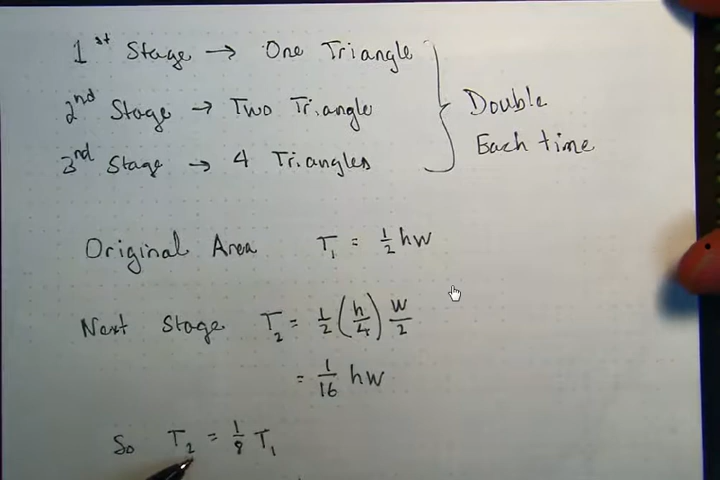 1st Stage → One Triangle
2nd Stage → Two Triangle
3rd Stage → 4 Triangles
Double
Each time
Original Area T₁ = 1/2 hw
Next Stage T₂ = 1/2 (h/4) w/2
= 1/16 hw
So T₂ = 1/8 T₁